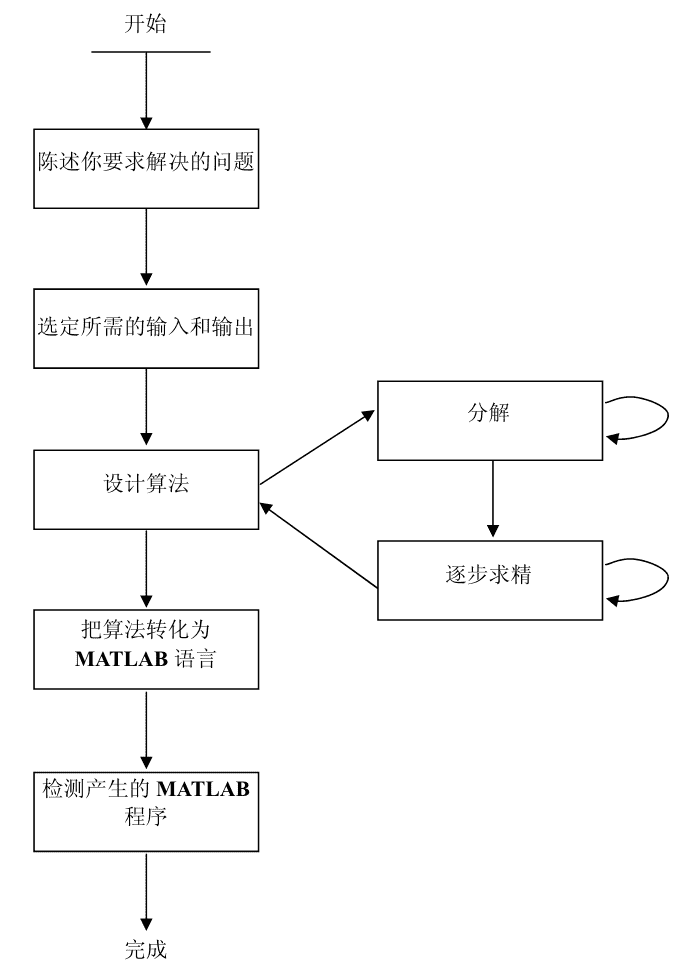 开始
陈述你要求解决的问题
选定所需的输入和输出
分解
设计算法
逐步求精
把算法转化为
MATLAB 语言
检测产生的 MATLAB
程序
完成